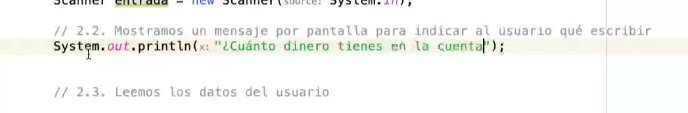 Scanner entrada = new Scanner(source: System.in);
// 2.2. Mostramos un mensaje por pantalla para indicar al usuario qué escribir
System.out.println(x: "¿Cuánto dinero tienes en la cuenta");
// 2.3. Leemos los datos del usuario